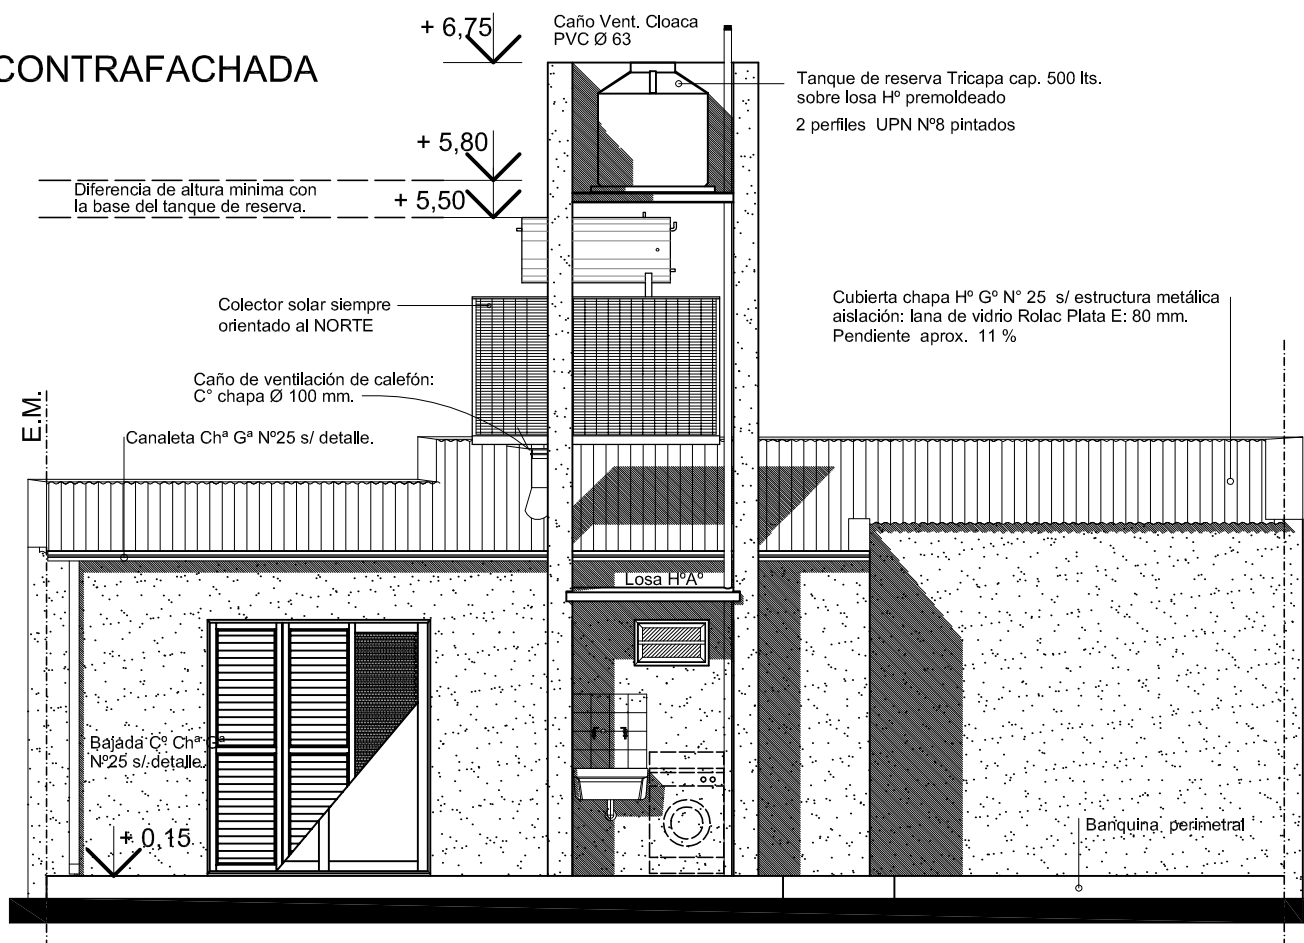 CONTRAFACHADA
+ 6,75
Caño Vent. Cloaca
PVC Ø 63
Tanque de reserva Tricapa cap. 500 lts.
sobre losa Hº premoldeado
2 perfiles UPN Nº8 pintados
+ 5,80
Diferencia de altura minima con
la base del tanque de reserva.
+ 5,50
Colector solar siempre
orientado al NORTE
Cubierta chapa Hº Gº N° 25 s/ estructura metálica
aislación: lana de vidrio Rolac Plata E: 80 mm.
Pendiente aprox. 11 %
Caño de ventilación de calefón:
C° chapa Ø 100 mm.
E.M.
Canaleta Chª Gª Nº25 s/ detalle.
Losa HºAº
Bajada Cº Chª Gª
Nº25 s/ detalle.
+ 0,15
Banquina perimetral